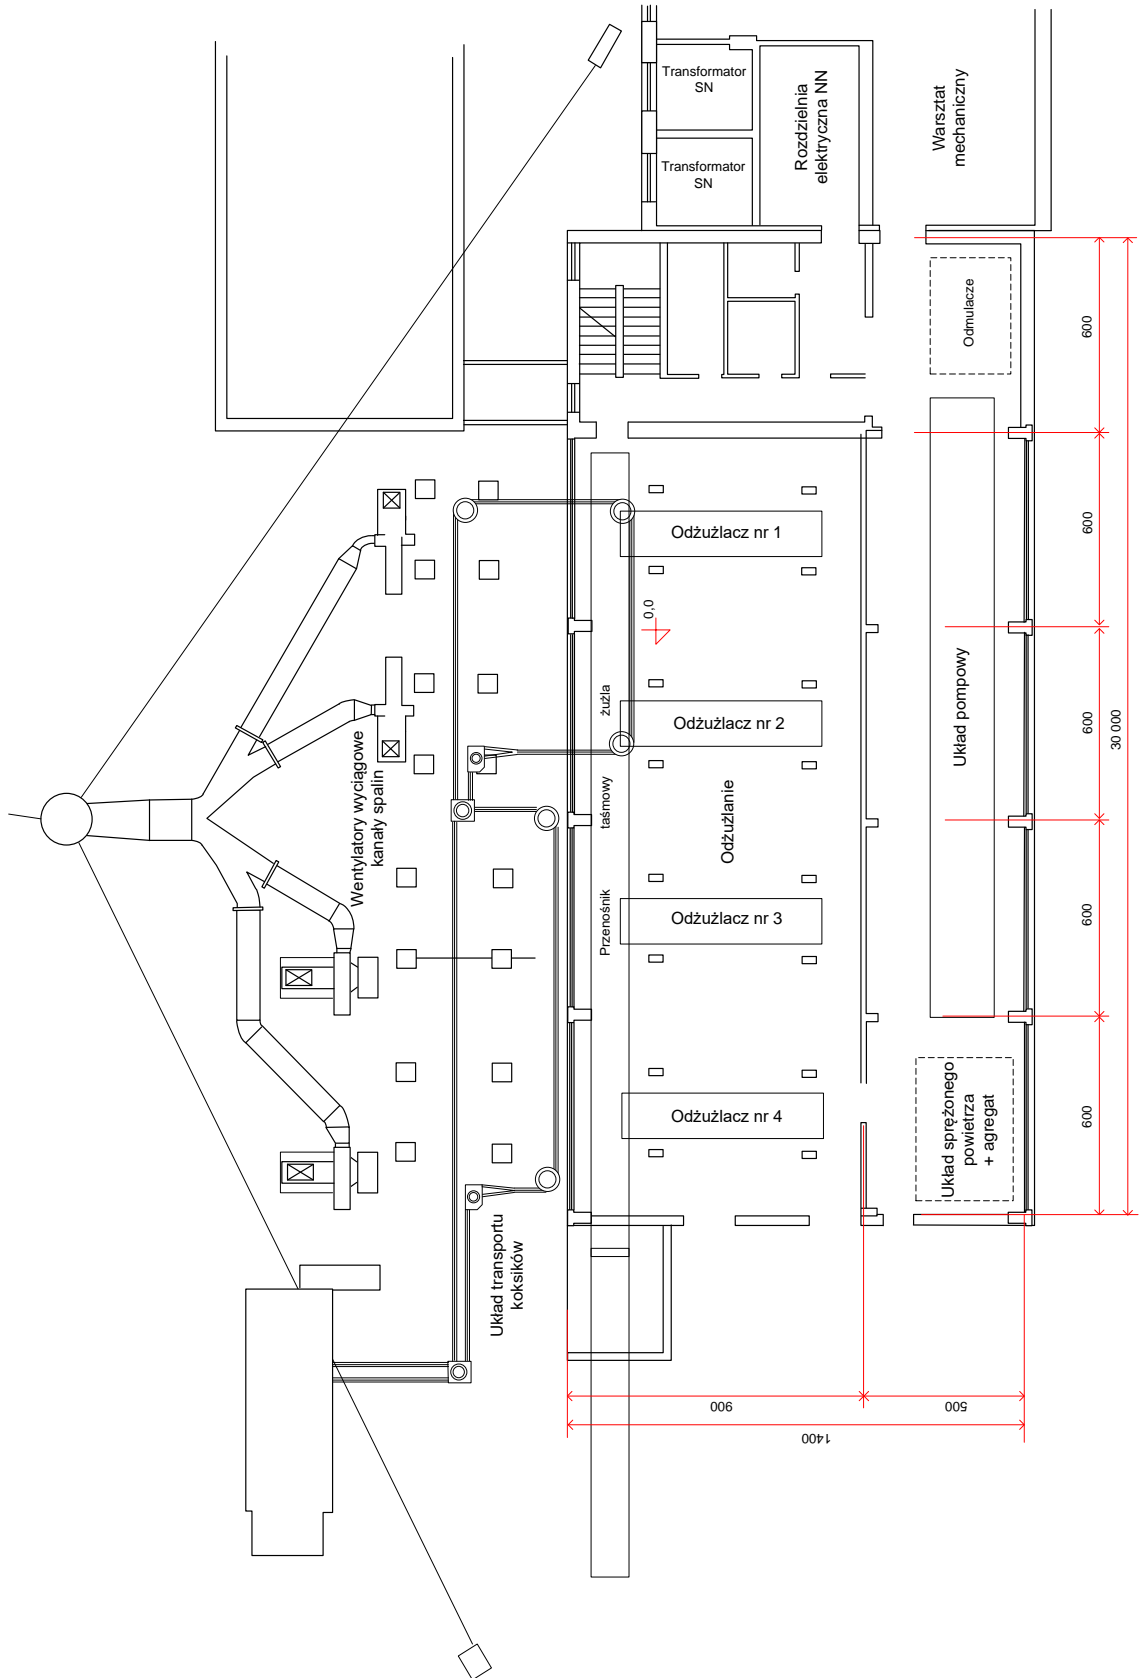 Transformator
SN
Transformator
SN
Rozdzielnia
elektryczna NN
Warsztat
mechaniczny
Odmulacze
600
Odżużlacz nr 1
600
0,0
Wentylatory wyciągowe
kanały spalin
Przenośnik taśmowy żużla
Odżużlacz nr 2
Odżużlanie
Układ pompowy
600
30 000
Odżużlacz nr 3
600
Odżużlacz nr 4
Układ sprężonego
powietrza
+ agregat
600
Układ transportu
koksików
900
500
1400